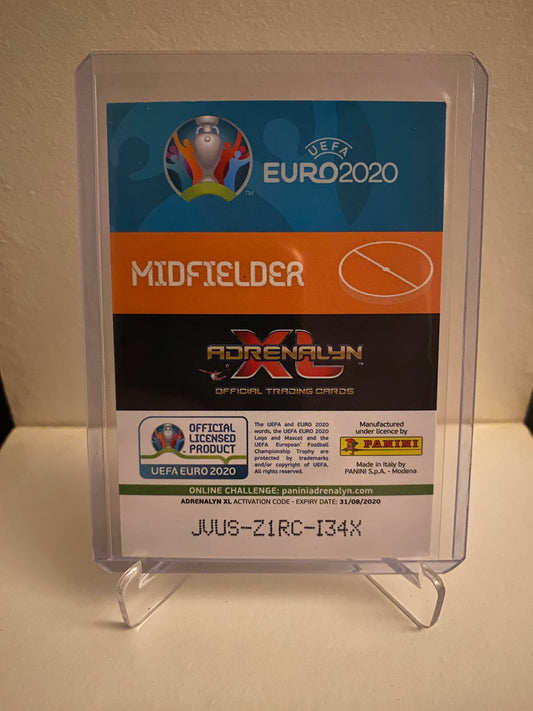 UEFA
EURO2020
TM
MIDFIELDER
ADRENALYN
XL
TM
OFFICIAL TRADING CARDS
OFFICIAL
LICENSED
PRODUCT
UEFA EURO 2020
The UEFA and EURO 2020
words, the UEFA EURO 2020
Logo and Mascot and the
UEFA European Football
Championship Trophy are
protected by trademarks
and/or copyright of UEFA.
All rights reserved.
Manufactured
under licence by
PANINI
Made in Italy by
PANINI S.p.A. - Modena
ONLINE CHALLENGE: paniniadrenalyn.com
ADRENALYN XL ACTIVATION CODE - EXPIRY DATE: 31/08/2020
JVUS-Z1RC-I34X